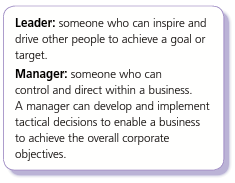 Leader: someone who can inspire and
drive other people to achieve a goal or
target.
Manager: someone who can
control and direct within a business.
A manager can develop and implement
tactical decisions to enable a business
to achieve the overall corporate
objectives.